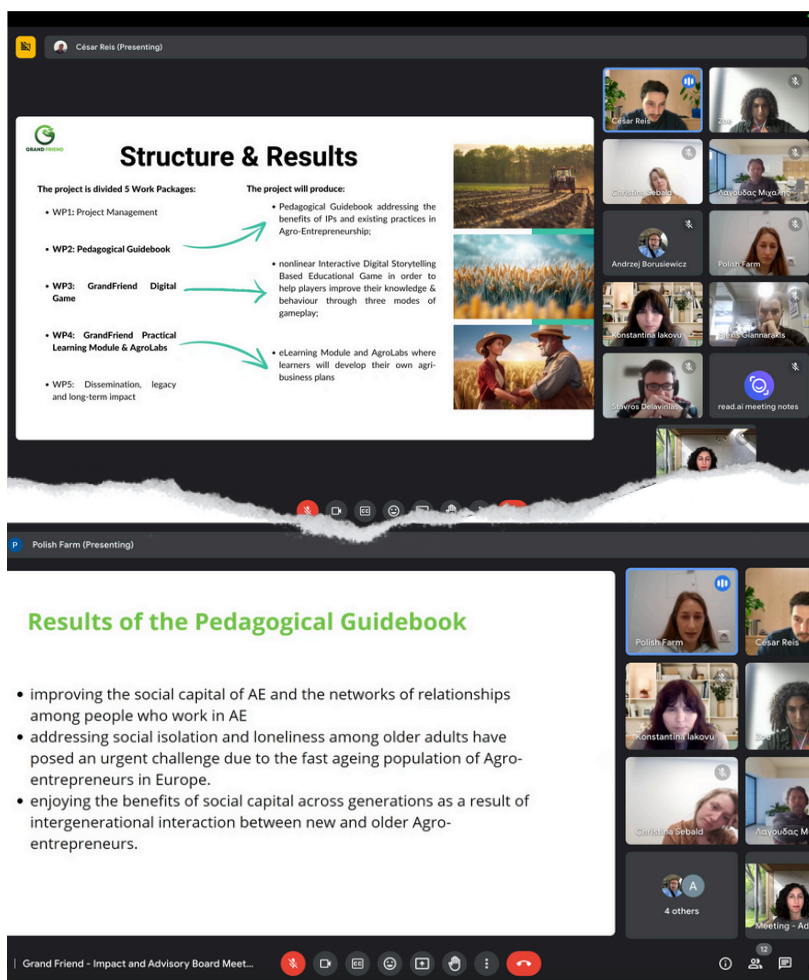 César Reis (Presenting)
GRAND FRIEND
Structure & Results
The project is divided 5 Work Packages:
• WP1: Project Management
• WP2: Pedagogical Guidebook
• WP3: GrandFriend Digital
Game
• WP4: GrandFriend Practical
Learning Module & AgroLabs
• WP5: Dissemination, legacy
and long-term impact
The project will produce:
• Pedagogical Guidebook addressing the
benefits of IPs and existing practices in
Agro-Entrepreneurship;
• nonlinear Interactive Digital Storytelling
Based Educational Game in order to
help players improve their knowledge &
behaviour through three modes of
gameplay;
• eLearning Module and AgroLabs where
learners will develop their own agri-
business plans
César Reis
Zoe
Christina Sebald
Λαγουδας Μιχαλης
Andrzej Borusiewicz
Polish Farm
Konstantina Iakovu
Giannarakis
Stavros Delavinias
read.ai meeting notes
P
Polish Farm (Presenting)
Results of the Pedagogical Guidebook
• improving the social capital of AE and the networks of relationships
among people who work in AE
• addressing social isolation and loneliness among older adults have
posed an urgent challenge due to the fast ageing population of Agro-
entrepreneurs in Europe.
• enjoying the benefits of social capital across generations as a result of
intergenerational interaction between new and older Agro-
entrepreneurs.
Polish Farm
César Reis
Konstantina Iakovu
Zoe
Christina Sebald
Λαγουδας Μ
A
4 others
Meeting - Ad
Grand Friend - Impact and Advisory Board Meet...
12